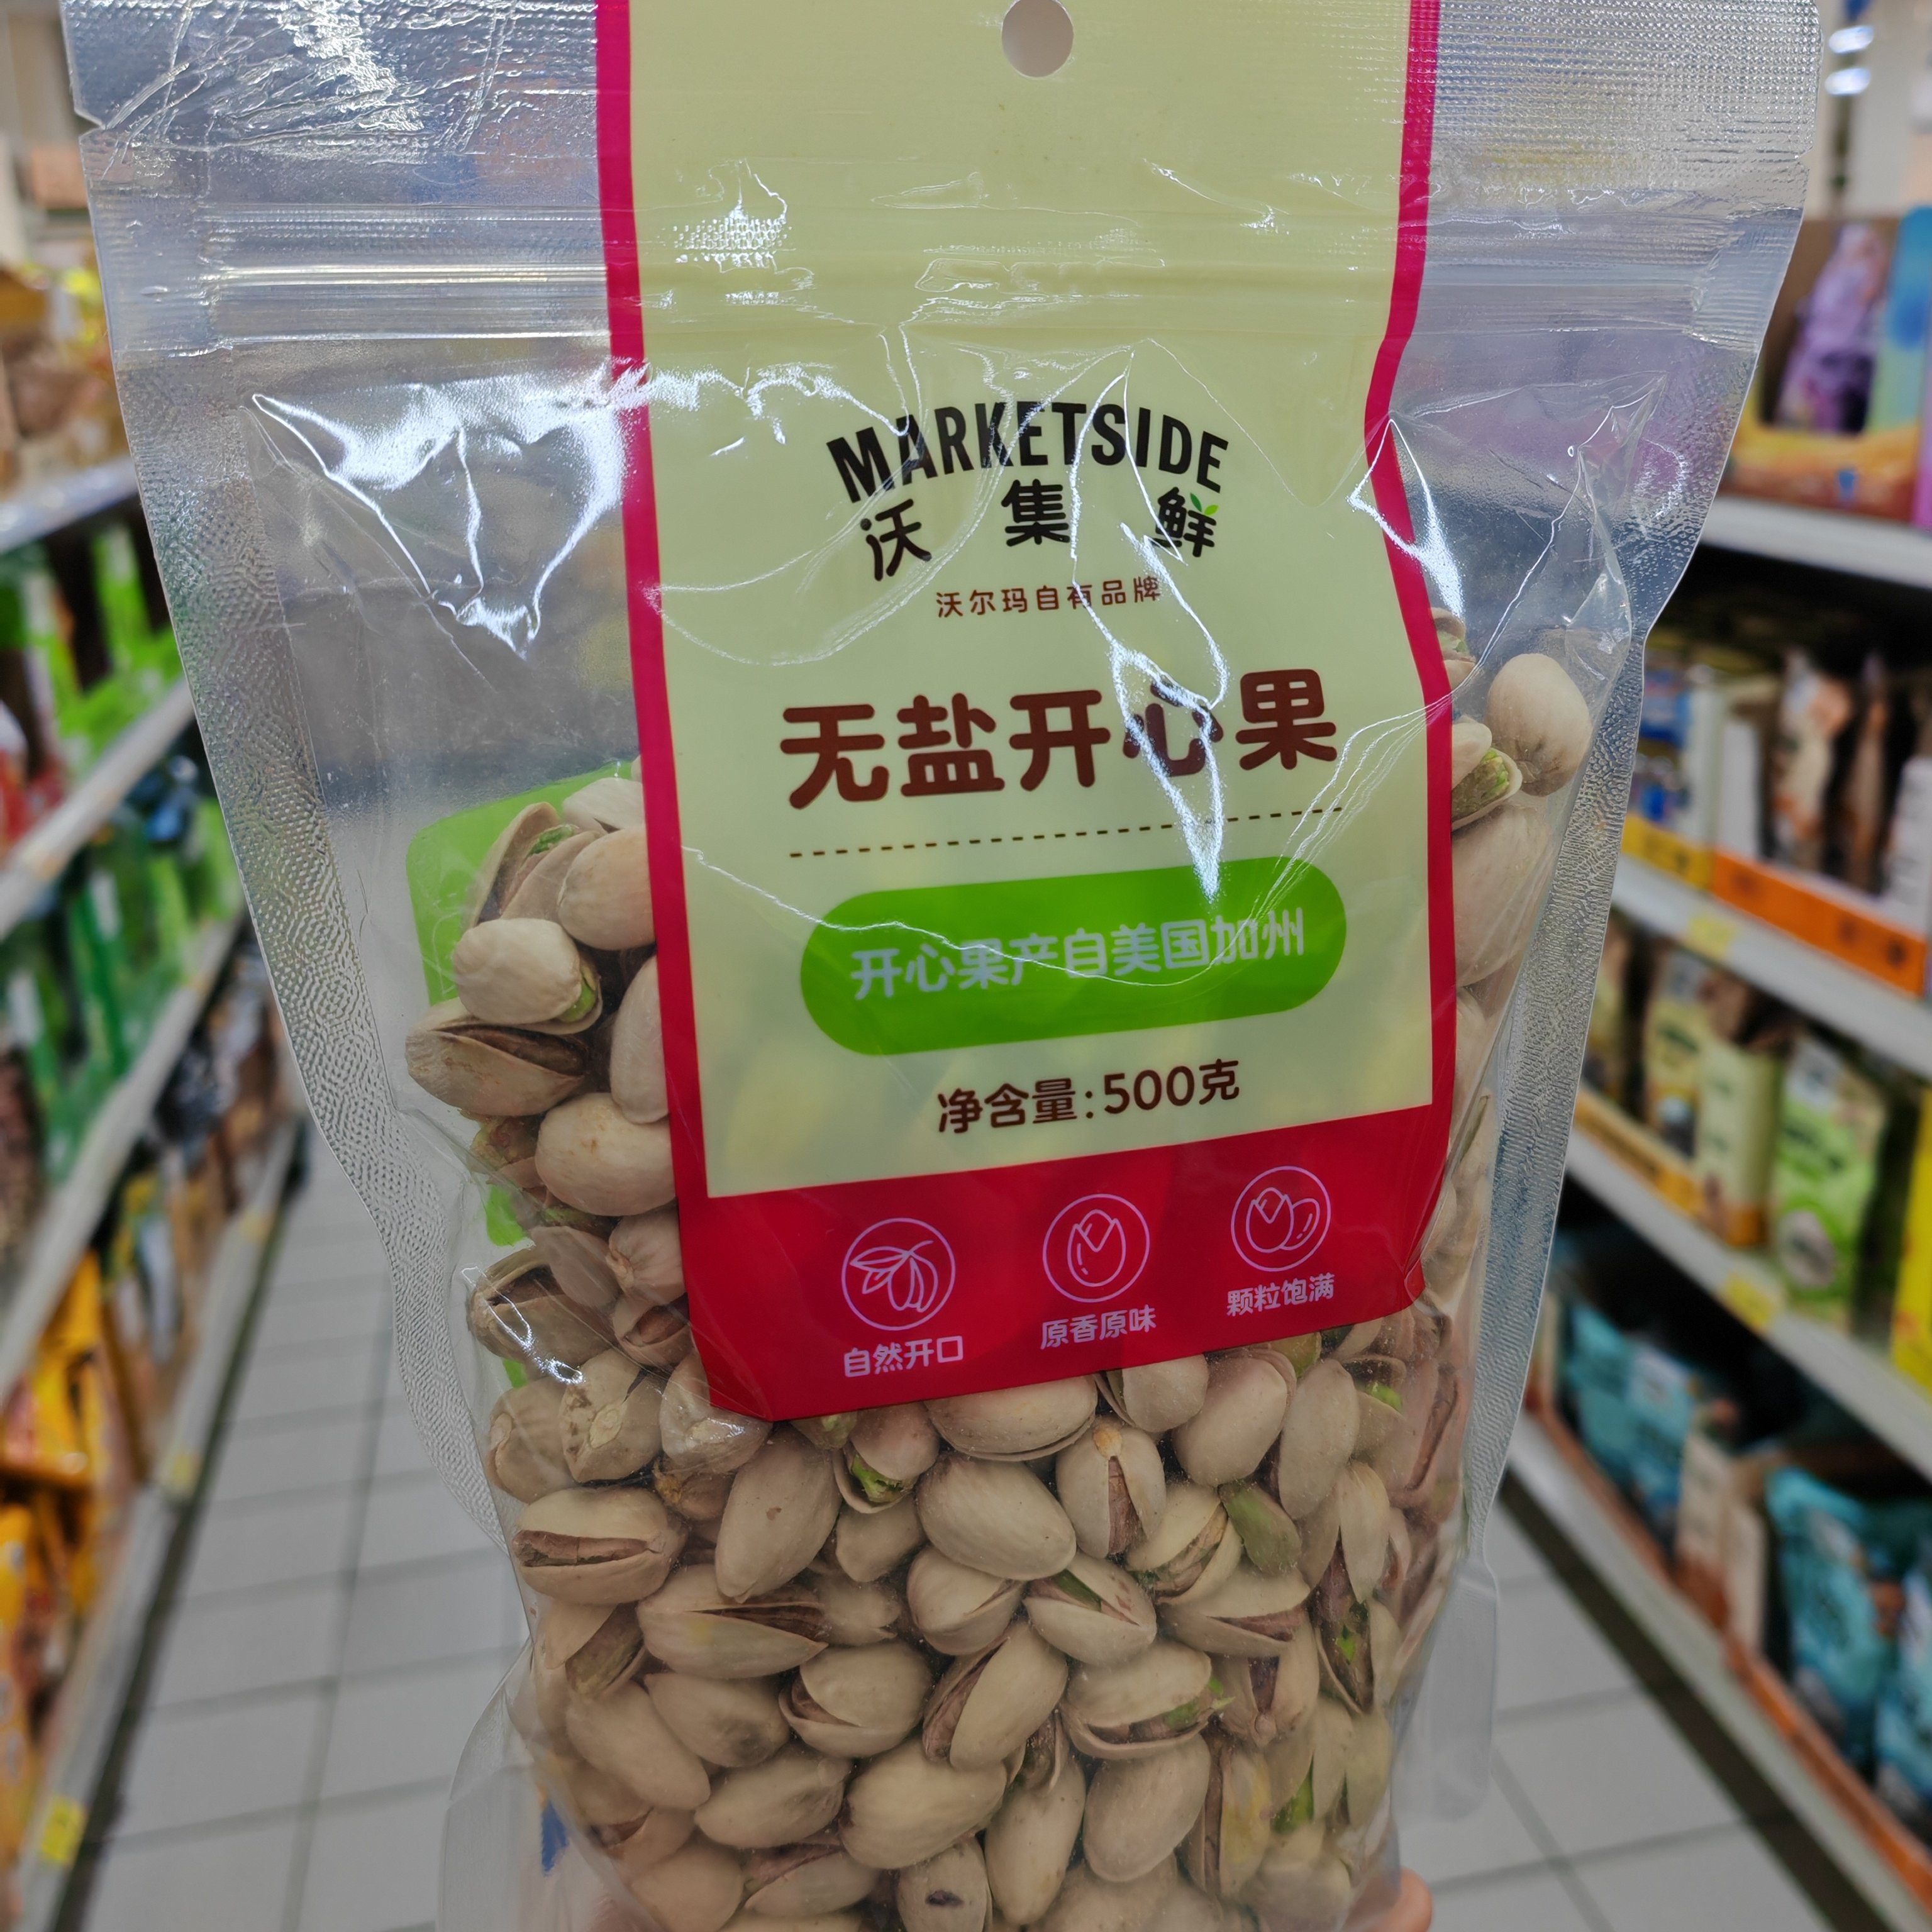 MARKETSIDE
沃集鲜
沃尔玛自有品牌
无盐开心果
开心果产自美国加州
净含量:500克
自然开口
原香原味
颗粒饱满